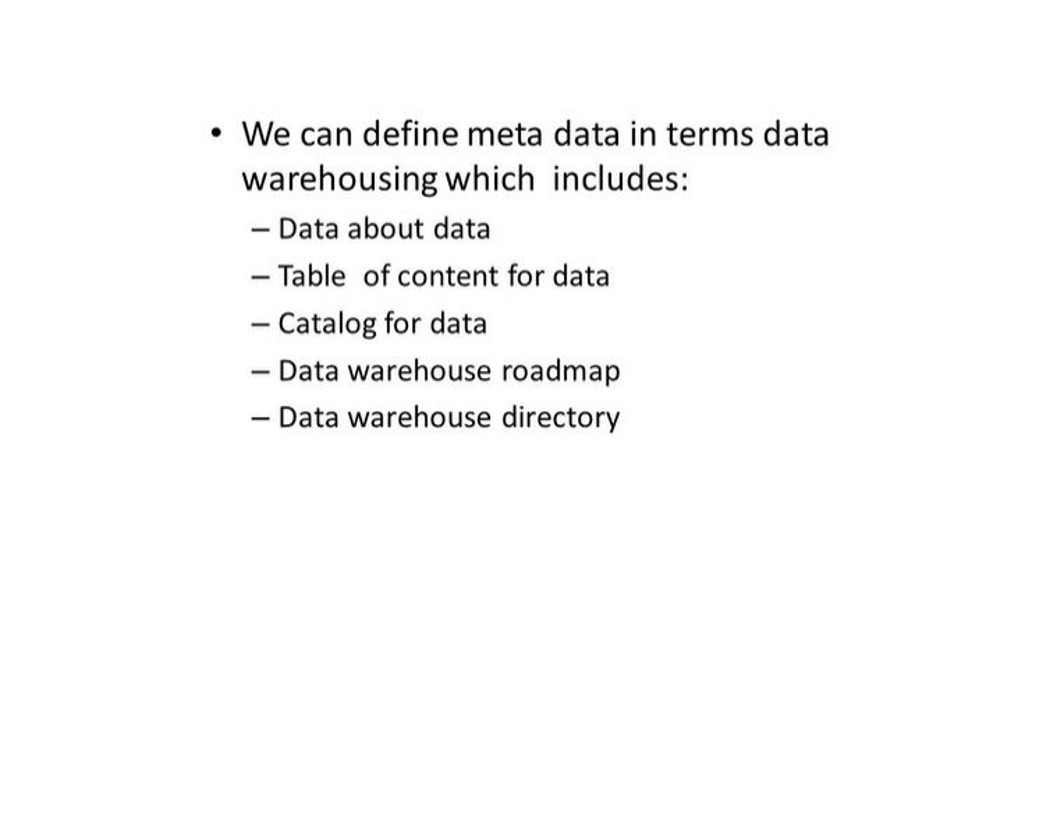 • We can define meta data in terms data
warehousing which  includes:
– Data about data
– Table  of content for data
– Catalog for data
– Data warehouse roadmap
– Data warehouse directory